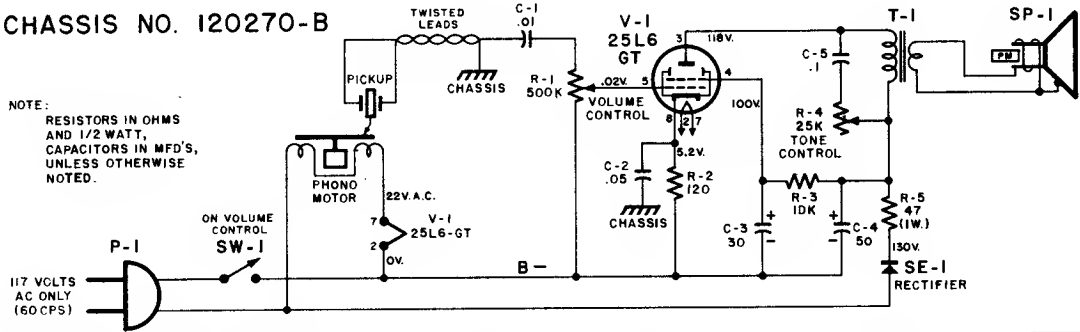 CHASSIS NO. 120270-B
NOTE:
RESISTORS IN OHMS
AND 1/2 WATT,
CAPACITORS IN MFD'S,
UNLESS OTHERWISE
NOTED.
TWISTED
LEADS
C-1
.01
PICKUP
CHASSIS
R-1
500K
.02V.
VOLUME
CONTROL
V-1
25L6
GT
3
118V.
5
4
100V.
8
2
7
5.2V.
C-2
.05
R-2
120
CHASSIS
C-5
.1
R-4
25K
TONE
CONTROL
T-1
SP-1
PM
R-3
10K
C-3
30
+
–
C-4
50
+
–
R-5
47
(1W.)
130V.
SE-1
RECTIFIER
PHONO
MOTOR
22V. A.C.
7
V-1
25L6-GT
2
0V.
ON VOLUME
CONTROL
SW-1
P-1
B–
117 VOLTS
AC ONLY
(60 CPS)